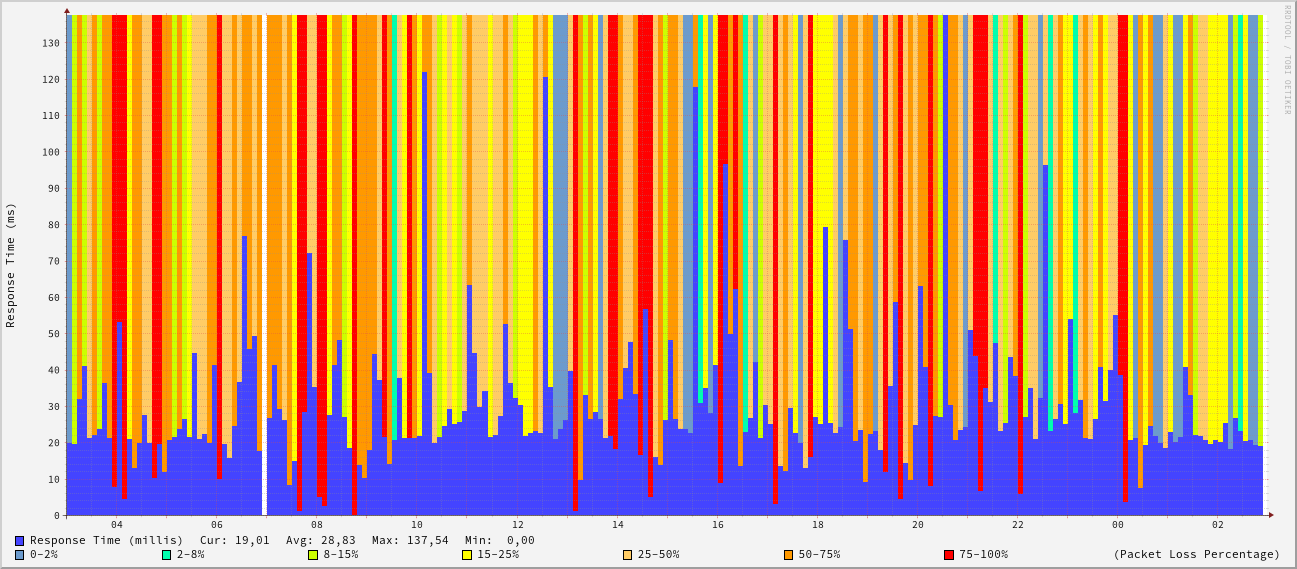 RRDTOOL / TOBI OETIKER
Response Time (ms)
130
120
110
100
90
80
70
60
50
40
30
20
10
0
04 06 08 10 12 14 16 18 20 22 00 02
Response Time (millis) Cur: 19,01 Avg: 28,83 Max: 137,54 Min: 0,00
0-2% 2-8% 8-15% 15-25% 25-50% 50-75% 75-100% (Packet Loss Percentage)